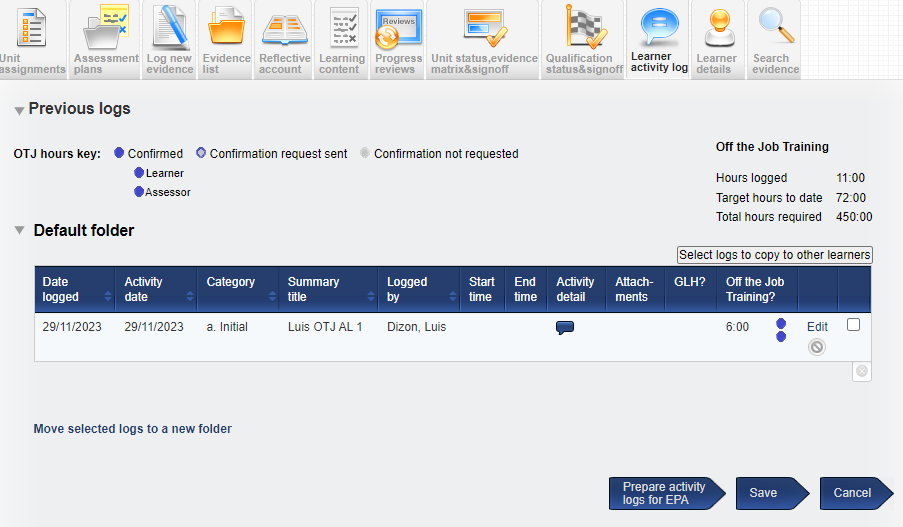 Unit assignments
Assessment plans
Log new evidence
Evidence list
Reflective account
Learning content
Reviews
Progress reviews
Unit status,evidence matrix&signoff
Qualification status&signoff
Learner activity log
Learner details
Search evidence
Previous logs
OTJ hours key: Confirmed Confirmation request sent Confirmation not requested
Learner
Assessor
Off the Job Training
Hours logged 11:00
Target hours to date 72:00
Total hours required 450:00
Default folder
Select logs to copy to other learners
Date logged Activity date Category Summary title Logged by Start time End time Activity detail Attach-ments GLH? Off the Job Training?
29/11/2023 29/11/2023 a. Initial Luis OTJ AL 1 Dizon, Luis 6:00 Edit
Move selected logs to a new folder
Prepare activity
logs for EPA
Save
Cancel